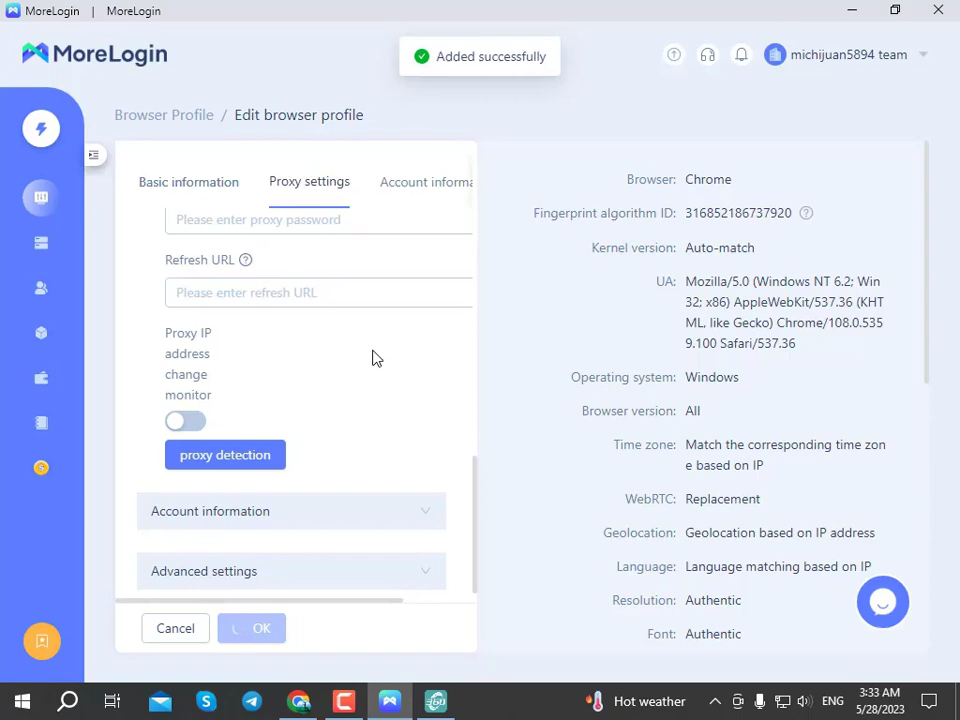 MoreLogin | MoreLogin
MoreLogin
Added successfully
michijuan5894 team
Browser Profile / Edit browser profile
Basic information
Proxy settings
Account informa
Please enter proxy password
Refresh URL
Please enter refresh URL
Proxy IP
address
change
monitor
proxy detection
Account information
Advanced settings
Cancel
OK
Browser: Chrome
Fingerprint algorithm ID: 316852186737920
Kernel version: Auto-match
UA: Mozilla/5.0 (Windows NT 6.2; Win
32; x86) AppleWebKit/537.36 (KHT
ML, like Gecko) Chrome/108.0.535
9.100 Safari/537.36
Operating system: Windows
Browser version: All
Time zone: Match the corresponding time zon
e based on IP
WebRTC: Replacement
Geolocation: Geolocation based on IP address
Language: Language matching based on IP
Resolution: Authentic
Font: Authentic
Hot weather
ENG
3:33 AM
5/28/2023